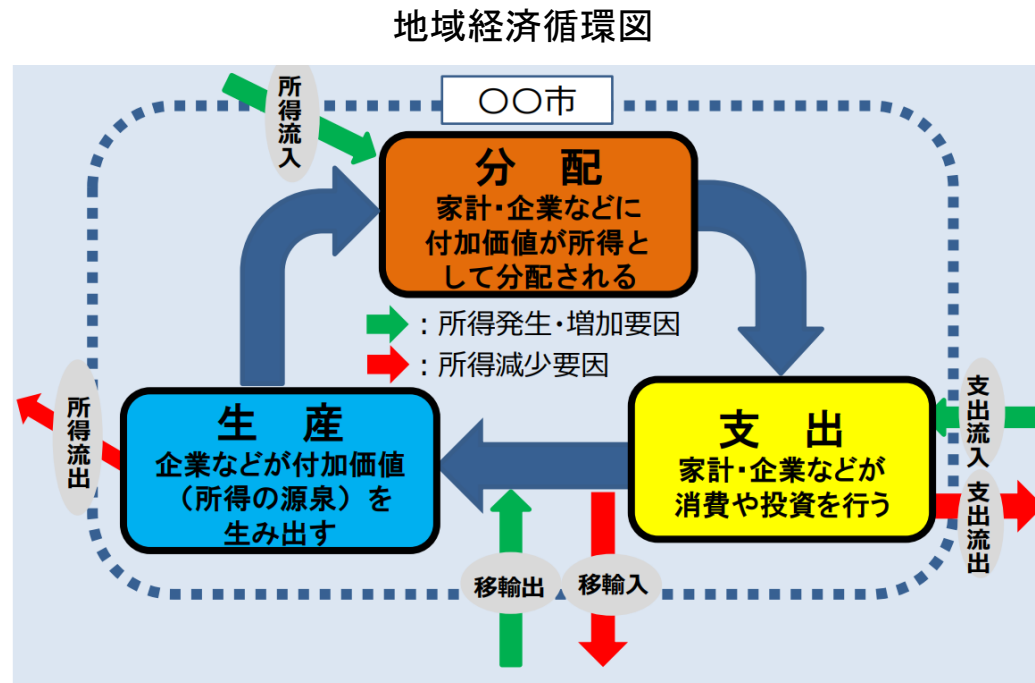 地域経済循環図
〇〇市
所得流入
分　配
家計・企業などに
付加価値が所得と
して分配される
：所得発生・増加要因
：所得減少要因
所得流出
生　産
企業などが付加価値
（所得の源泉）を
生み出す
支　出
家計・企業などが
消費や投資を行う
支出流入
支出流出
移輸出
移輸入